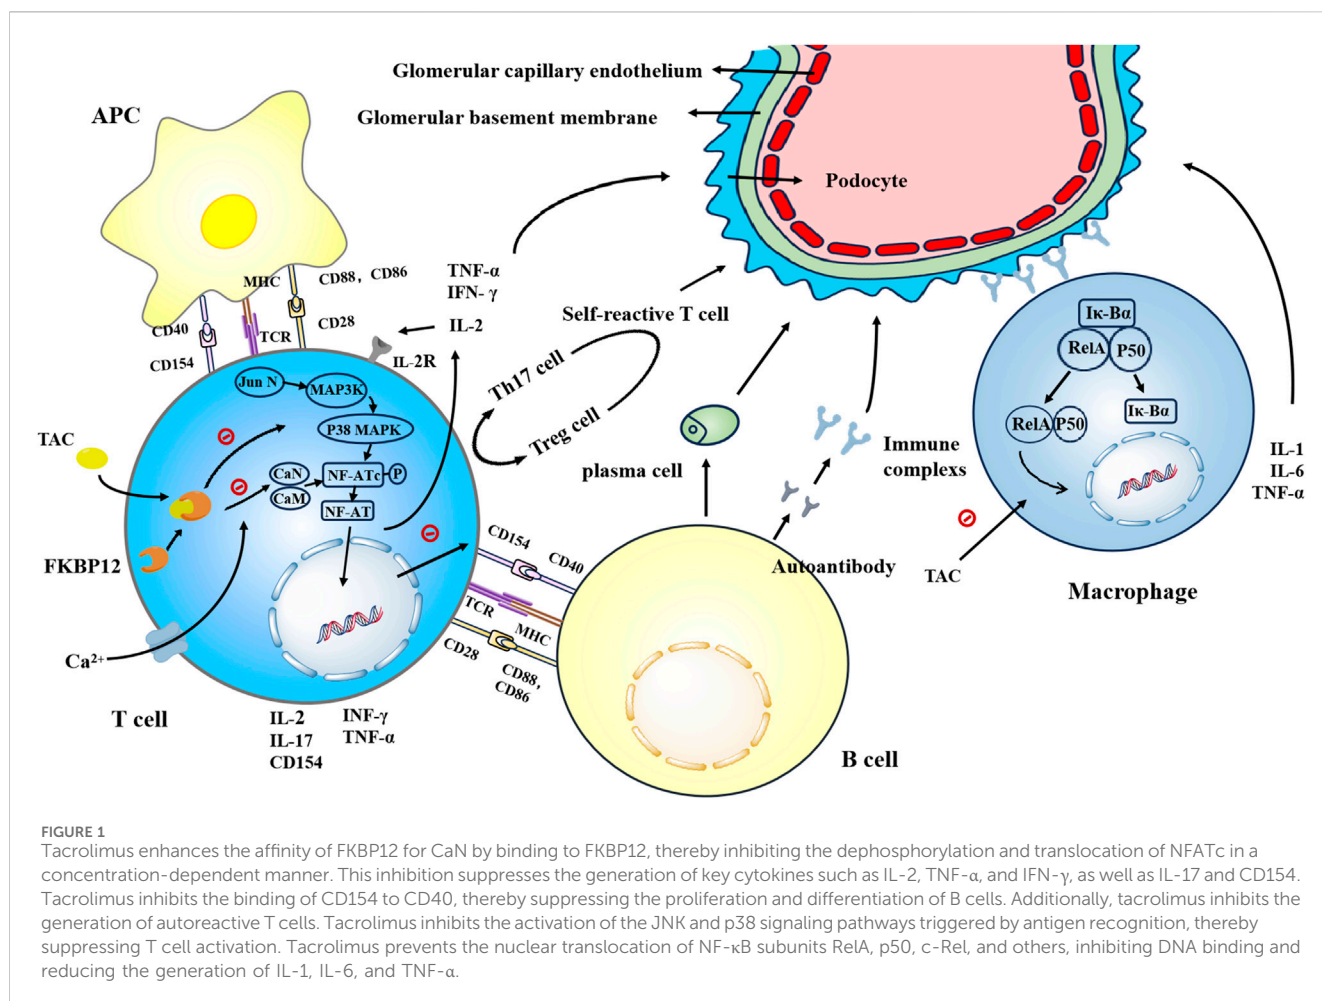 Glomerular capillary endothelium
Glomerular basement membrane
Podocyte
APC
MHC
CD88, CD86
CD40
TCR
CD28
CD154
TNF-α
IFN- γ
IL-2
IL-2R
Self-reactive T cell
Th17 cell
Treg cell
Jun N
MAP3K
P38 MAPK
TAC
CaN
CaM
NF-ATc
P
NF-AT
FKBP12
Ca²⁺
T cell
IL-2
IL-17
CD154
INF-γ
TNF-α
CD154
CD40
TCR
MHC
CD28
CD88,
CD86
plasma cell
Immune
complexs
Autoantibody
B cell
Iκ-Bα
RelA
P50
RelA
P50
Iκ-Bα
TAC
Macrophage
IL-1
IL-6
TNF-α
FIGURE 1
Tacrolimus enhances the affinity of FKBP12 for CaN by binding to FKBP12, thereby inhibiting the dephosphorylation and translocation of NFATc in a
concentration-dependent manner. This inhibition suppresses the generation of key cytokines such as IL-2, TNF-α, and IFN-γ, as well as IL-17 and CD154.
Tacrolimus inhibits the binding of CD154 to CD40, thereby suppressing the proliferation and differentiation of B cells. Additionally, tacrolimus inhibits the
generation of autoreactive T cells. Tacrolimus inhibits the activation of the JNK and p38 signaling pathways triggered by antigen recognition, thereby
suppressing T cell activation. Tacrolimus prevents the nuclear translocation of NF-κB subunits RelA, p50, c-Rel, and others, inhibiting DNA binding and
reducing the generation of IL-1, IL-6, and TNF-α.